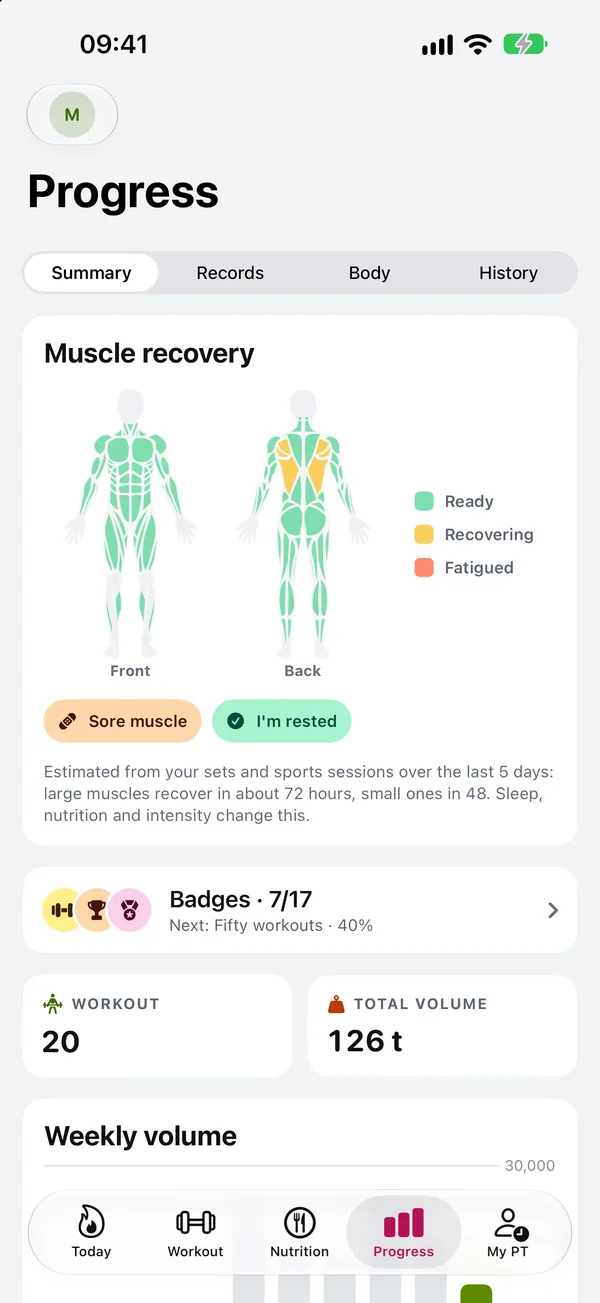 09:41
M
Progress
Summary
Records
Body
History
Muscle recovery
Ready
Recovering
Fatigued
Front
Back
Sore muscle
I'm rested
Estimated from your sets and sports sessions over the last 5 days:
large muscles recover in about 72 hours, small ones in 48. Sleep,
nutrition and intensity change this.
Badges · 7/17
Next: Fifty workouts · 40%
WORKOUT
20
TOTAL VOLUME
126 t
Weekly volume
30,000
Today
Workout
Nutrition
Progress
My PT